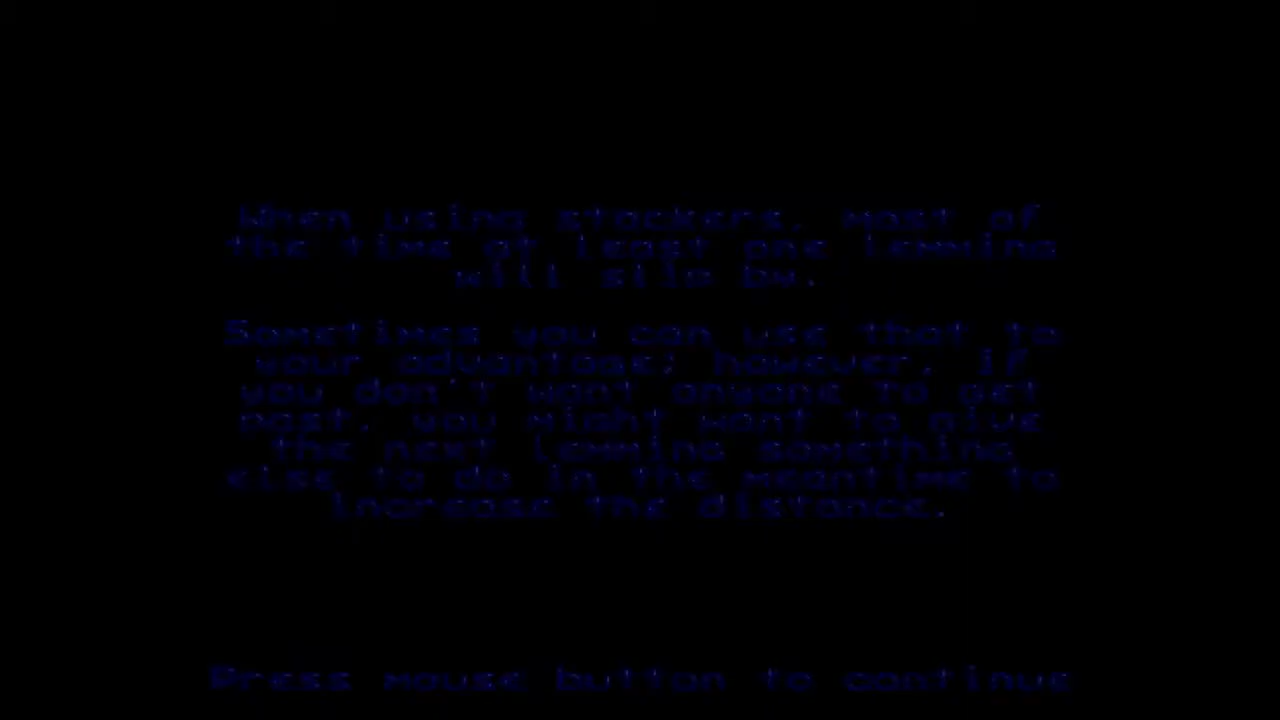 When using stackers, most of
the time at least one lemming
will slip by.
Sometimes you can use that to
your advantage; however, if
you don't want anyone to get
past, you might want to give
the next lemming something
else to do in the meantime to
increase the distance.
Press mouse button to continue